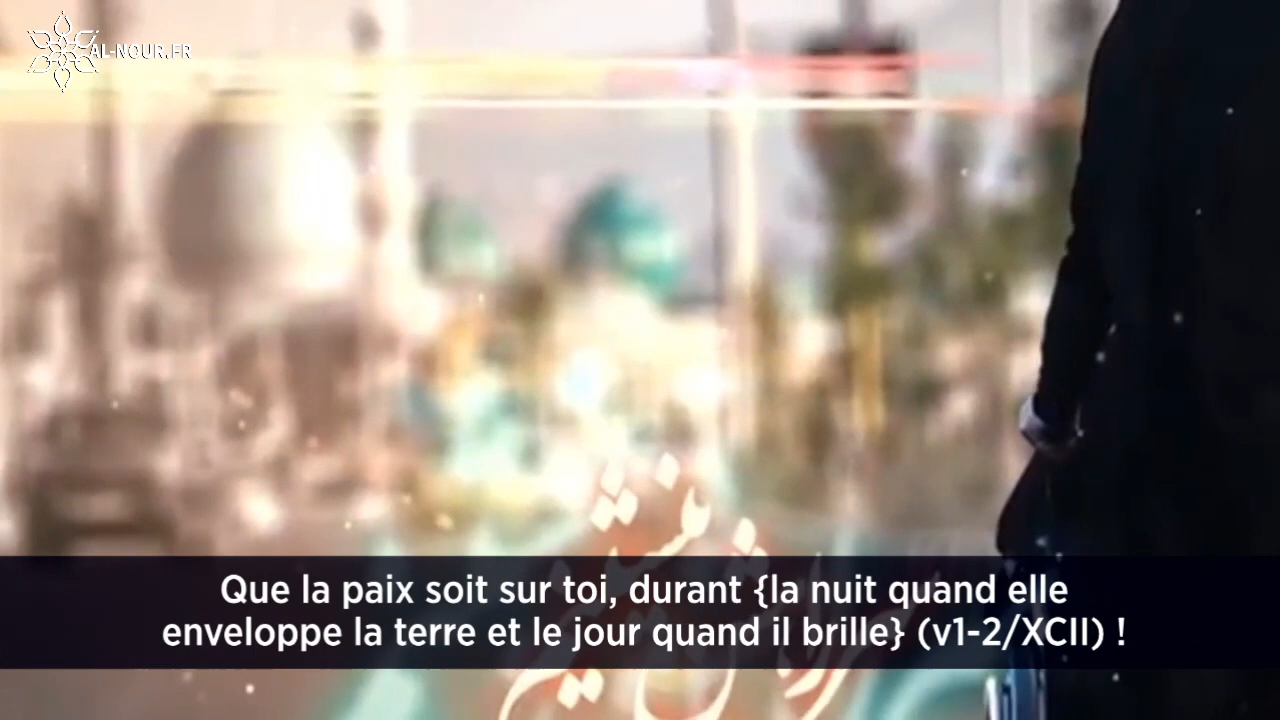 AL-NOUR.FR
Que la paix soit sur toi, durant {la nuit quand elle
enveloppe la terre et le jour quand il brille} (v1-2/XCII) !